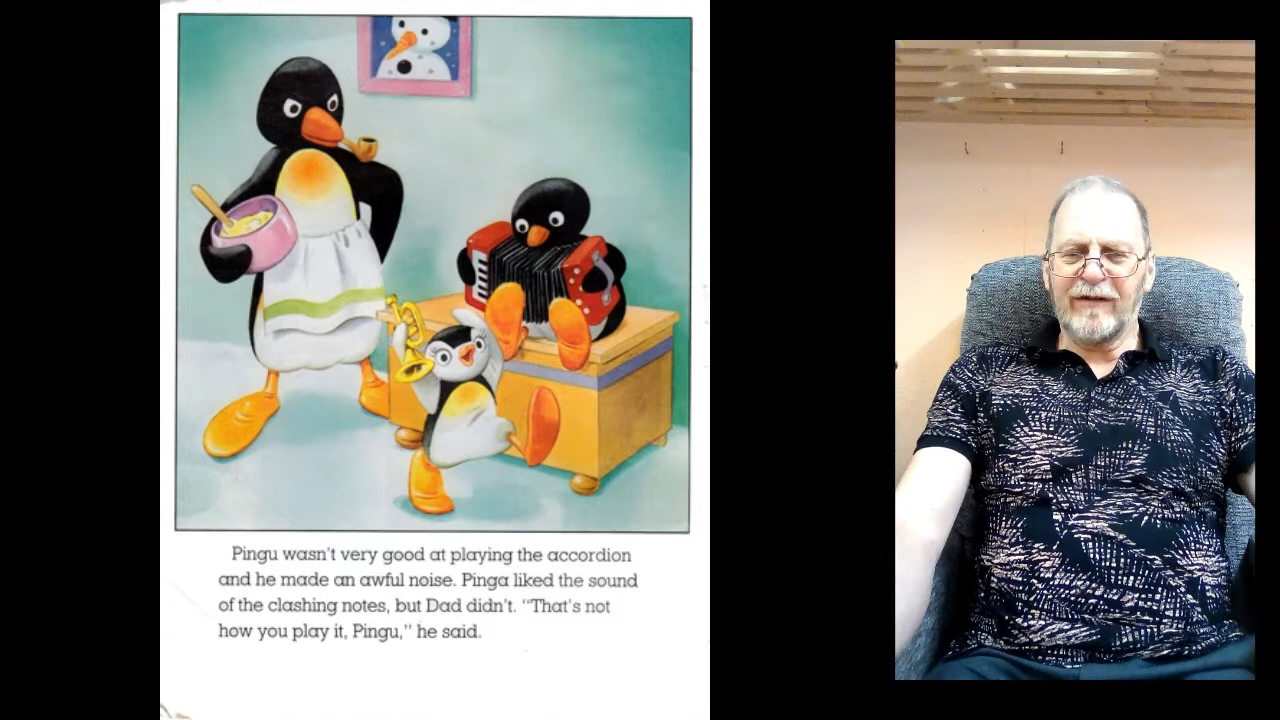 Pingu wasn't very good at playing the accordion
and he made an awful noise. Pinga liked the sound
of the clashing notes, but Dad didn't. "That's not
how you play it, Pingu," he said.